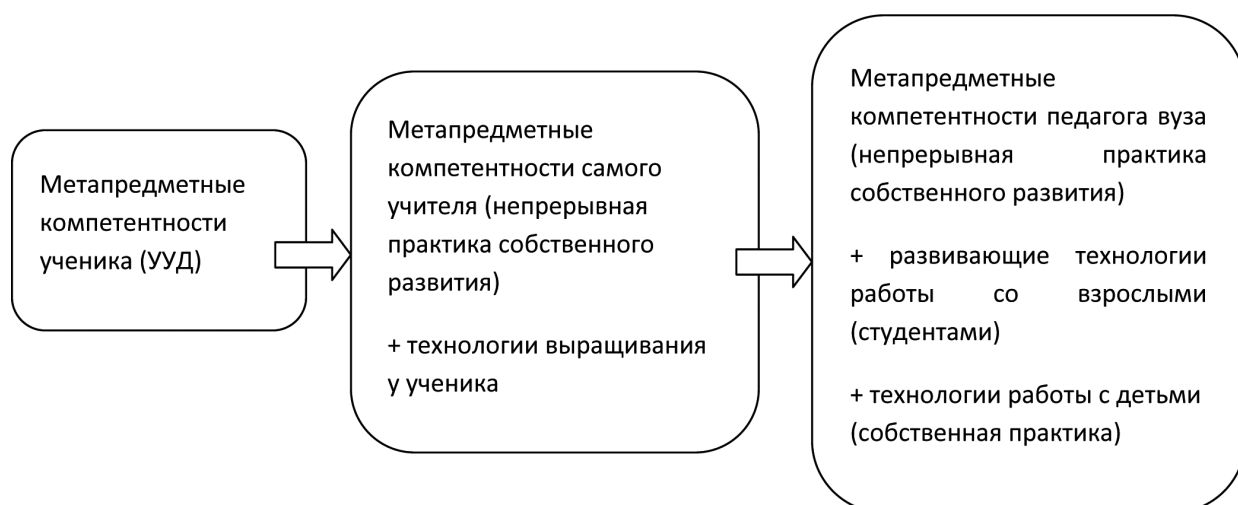 Метапредметные
компетентности
ученика (УУД)
Метапредметные
компетентности самого
учителя (непрерывная
практика собственного
развития)
+ технологии выращивания
у ученика
Метапредметные
компетентности педагога вуза
(непрерывная практика
собственного развития)
+ развивающие технологии
работы со взрослыми
(студентами)
+ технологии работы с детьми
(собственная практика)